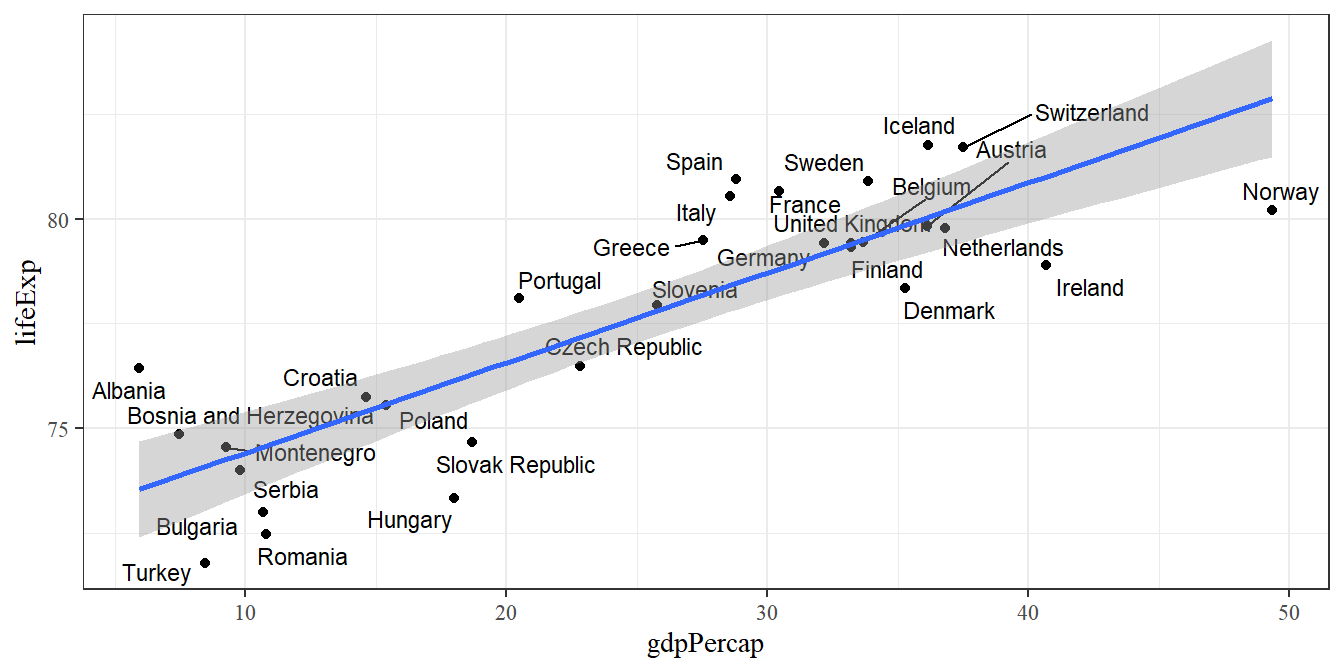 Switzerland
Iceland
Austria
Spain
Sweden
Belgium
Norway
France
Italy
United Kingdom
Greece
Germany
Netherlands
Finland
Portugal
Slovenia
Ireland
Denmark
Czech Republic
Croatia
Albania
Bosnia and Herzegovina
Poland
Montenegro
Slovak Republic
Serbia
Hungary
Bulgaria
Romania
Turkey
80
75
lifeExp
10
20
30
40
50
gdpPercap